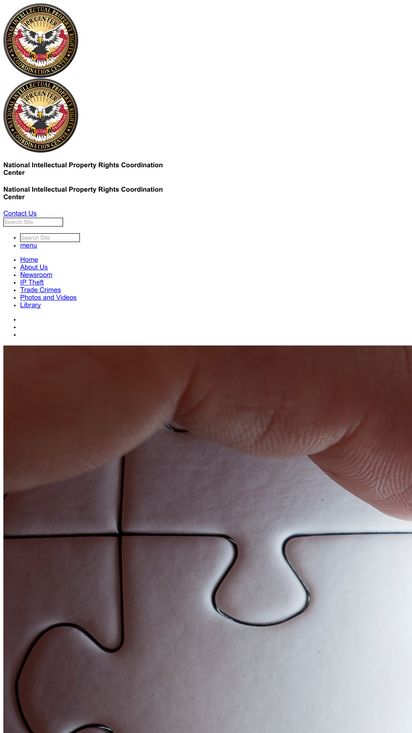 NATIONAL INTELLECTUAL PROPERTY RIGHTS
IPR CENTER
COORDINATION CENTER
NATIONAL INTELLECTUAL PROPERTY RIGHTS
IPR CENTER
COORDINATION CENTER
National Intellectual Property Rights Coordination
Center
National Intellectual Property Rights Coordination
Center
Contact Us
Search Site
Search Site
menu
Home
About Us
Newsroom
IP Theft
Trade Crimes
Photos and Videos
Library